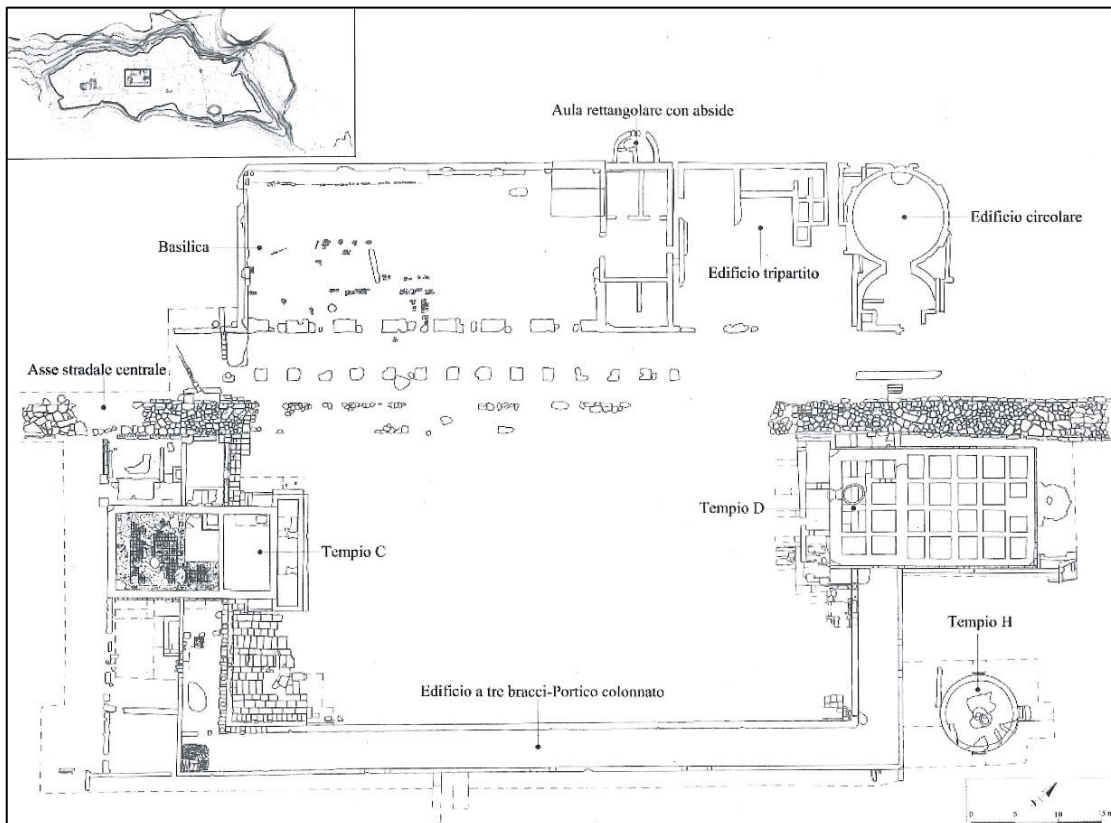 Aula rettangolare con abside
Basilica
Edificio circolare
Edificio tripartito
Asse stradale centrale
Tempio C
Tempio D
Tempio H
Edificio a tre bracci-Portico colonnato
0 5 10 15 m